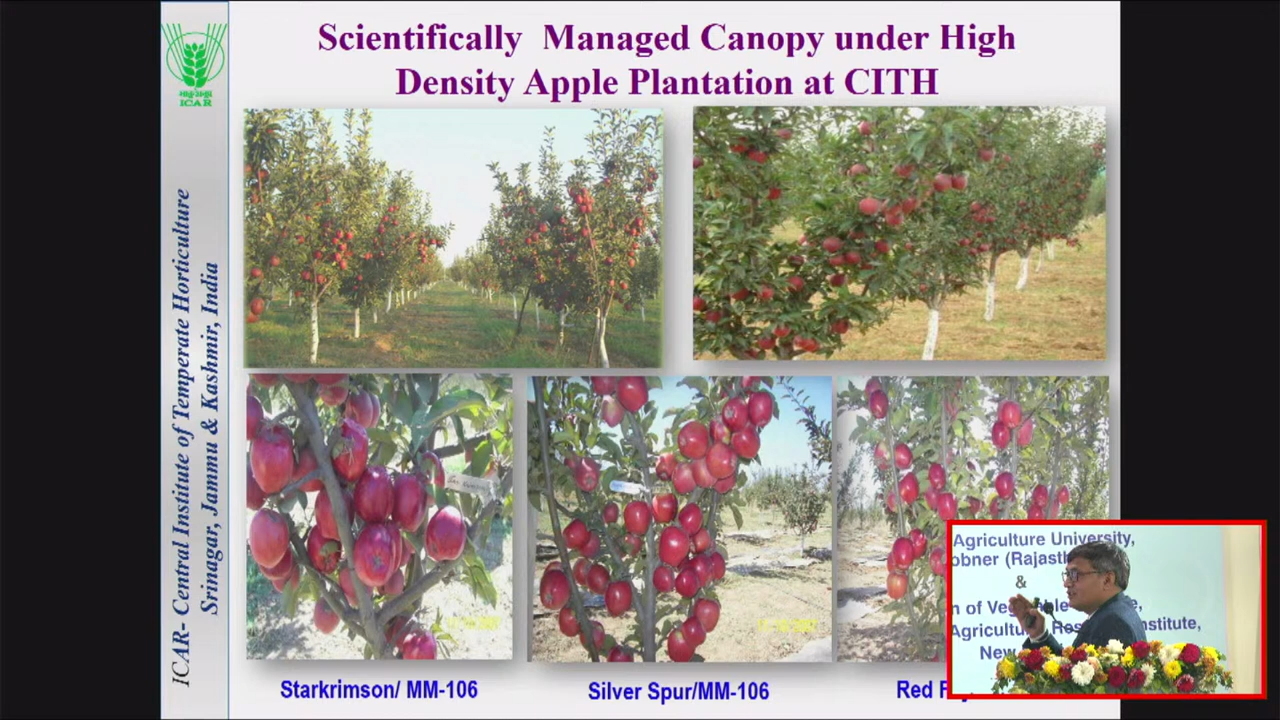 Scientifically Managed Canopy under High
Density Apple Plantation at CITH
ICAR
ICAR- Central Institute of Temperate Horticulture
Srinagar, Jammu & Kashmir, India
Starkrimson/ MM-106
Silver Spur/MM-106
Red
Agriculture University,
&
Agricultural Institute,
New